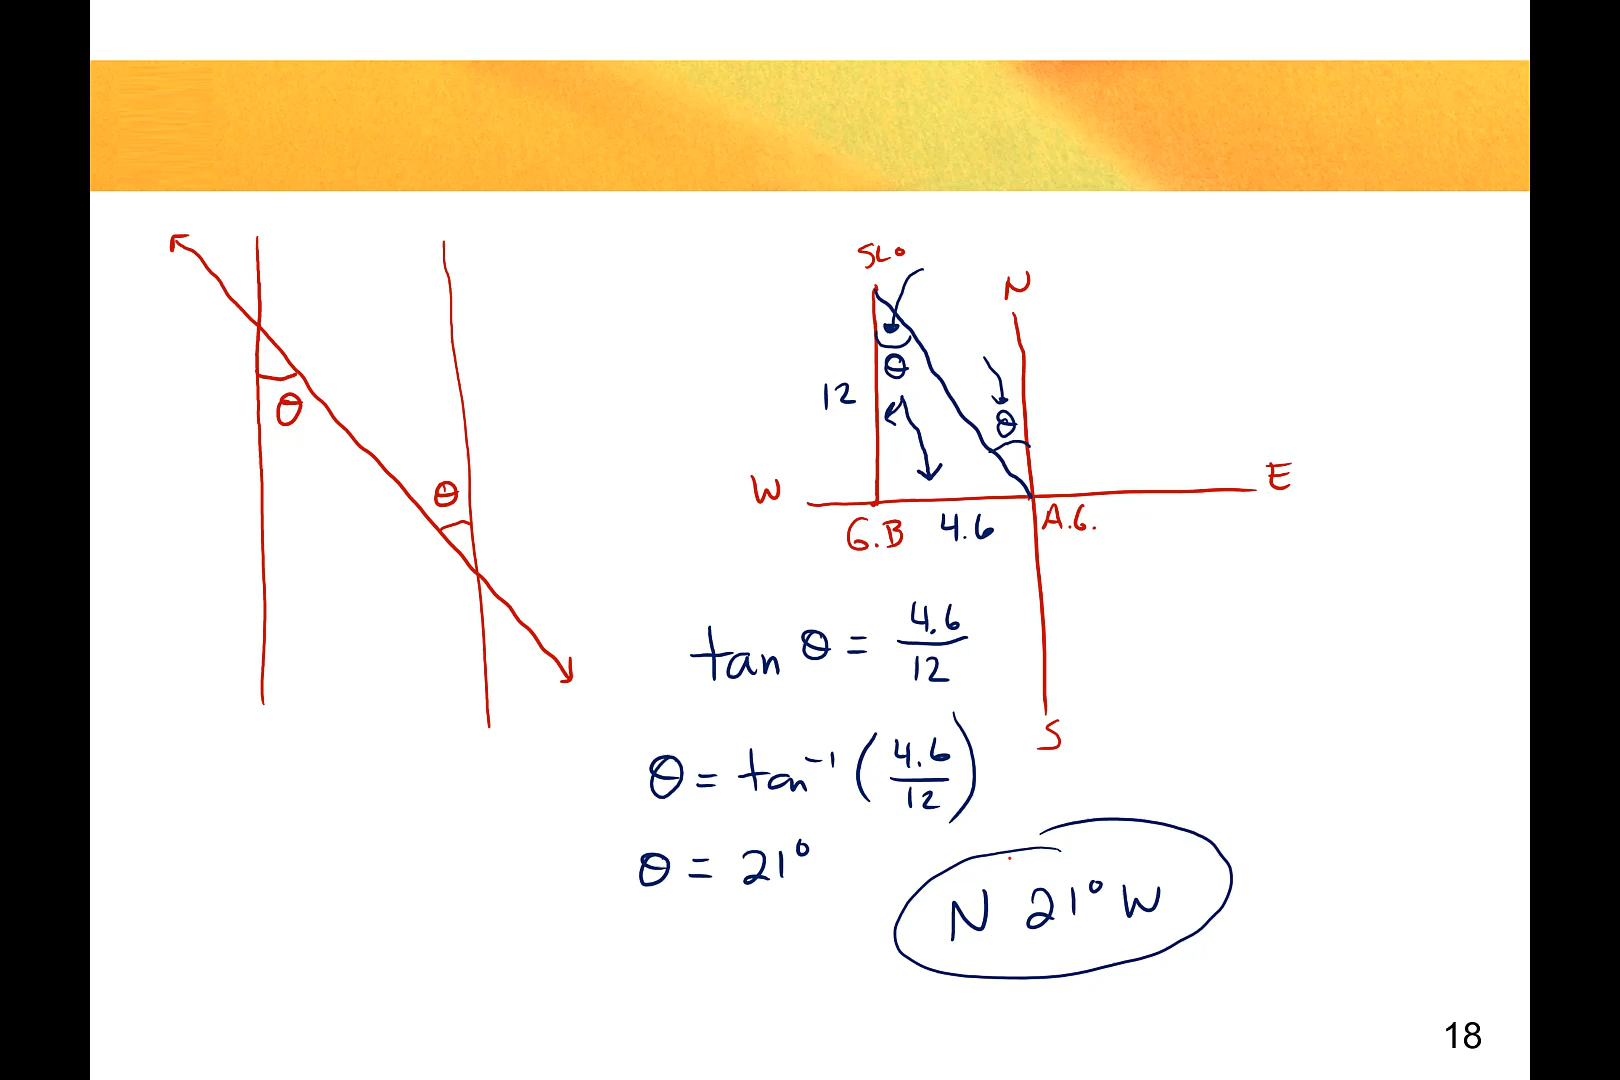 θ
θ
SLO
N
θ
12
θ
W
E
G.B
4.6
A.G.
tan θ = 4.6/12
S
θ = tan⁻¹ (4.6/12)
θ = 21°
N 21° W
18